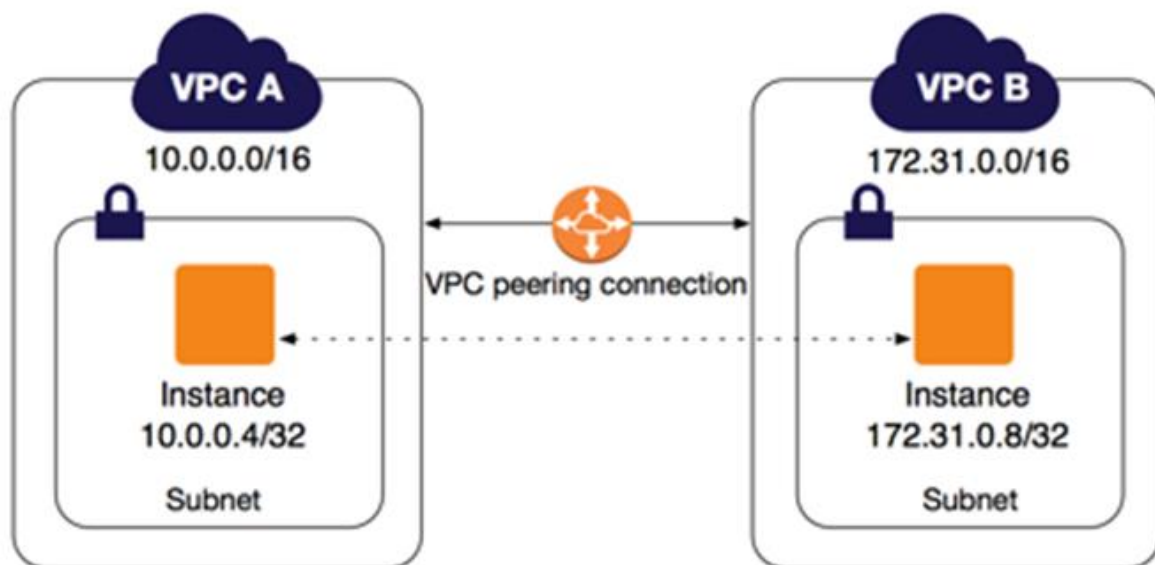 VPC A
10.0.0.0/16
VPC B
172.31.0.0/16
VPC peering connection
Instance
10.0.0.4/32
Subnet
Instance
172.31.0.8/32
Subnet